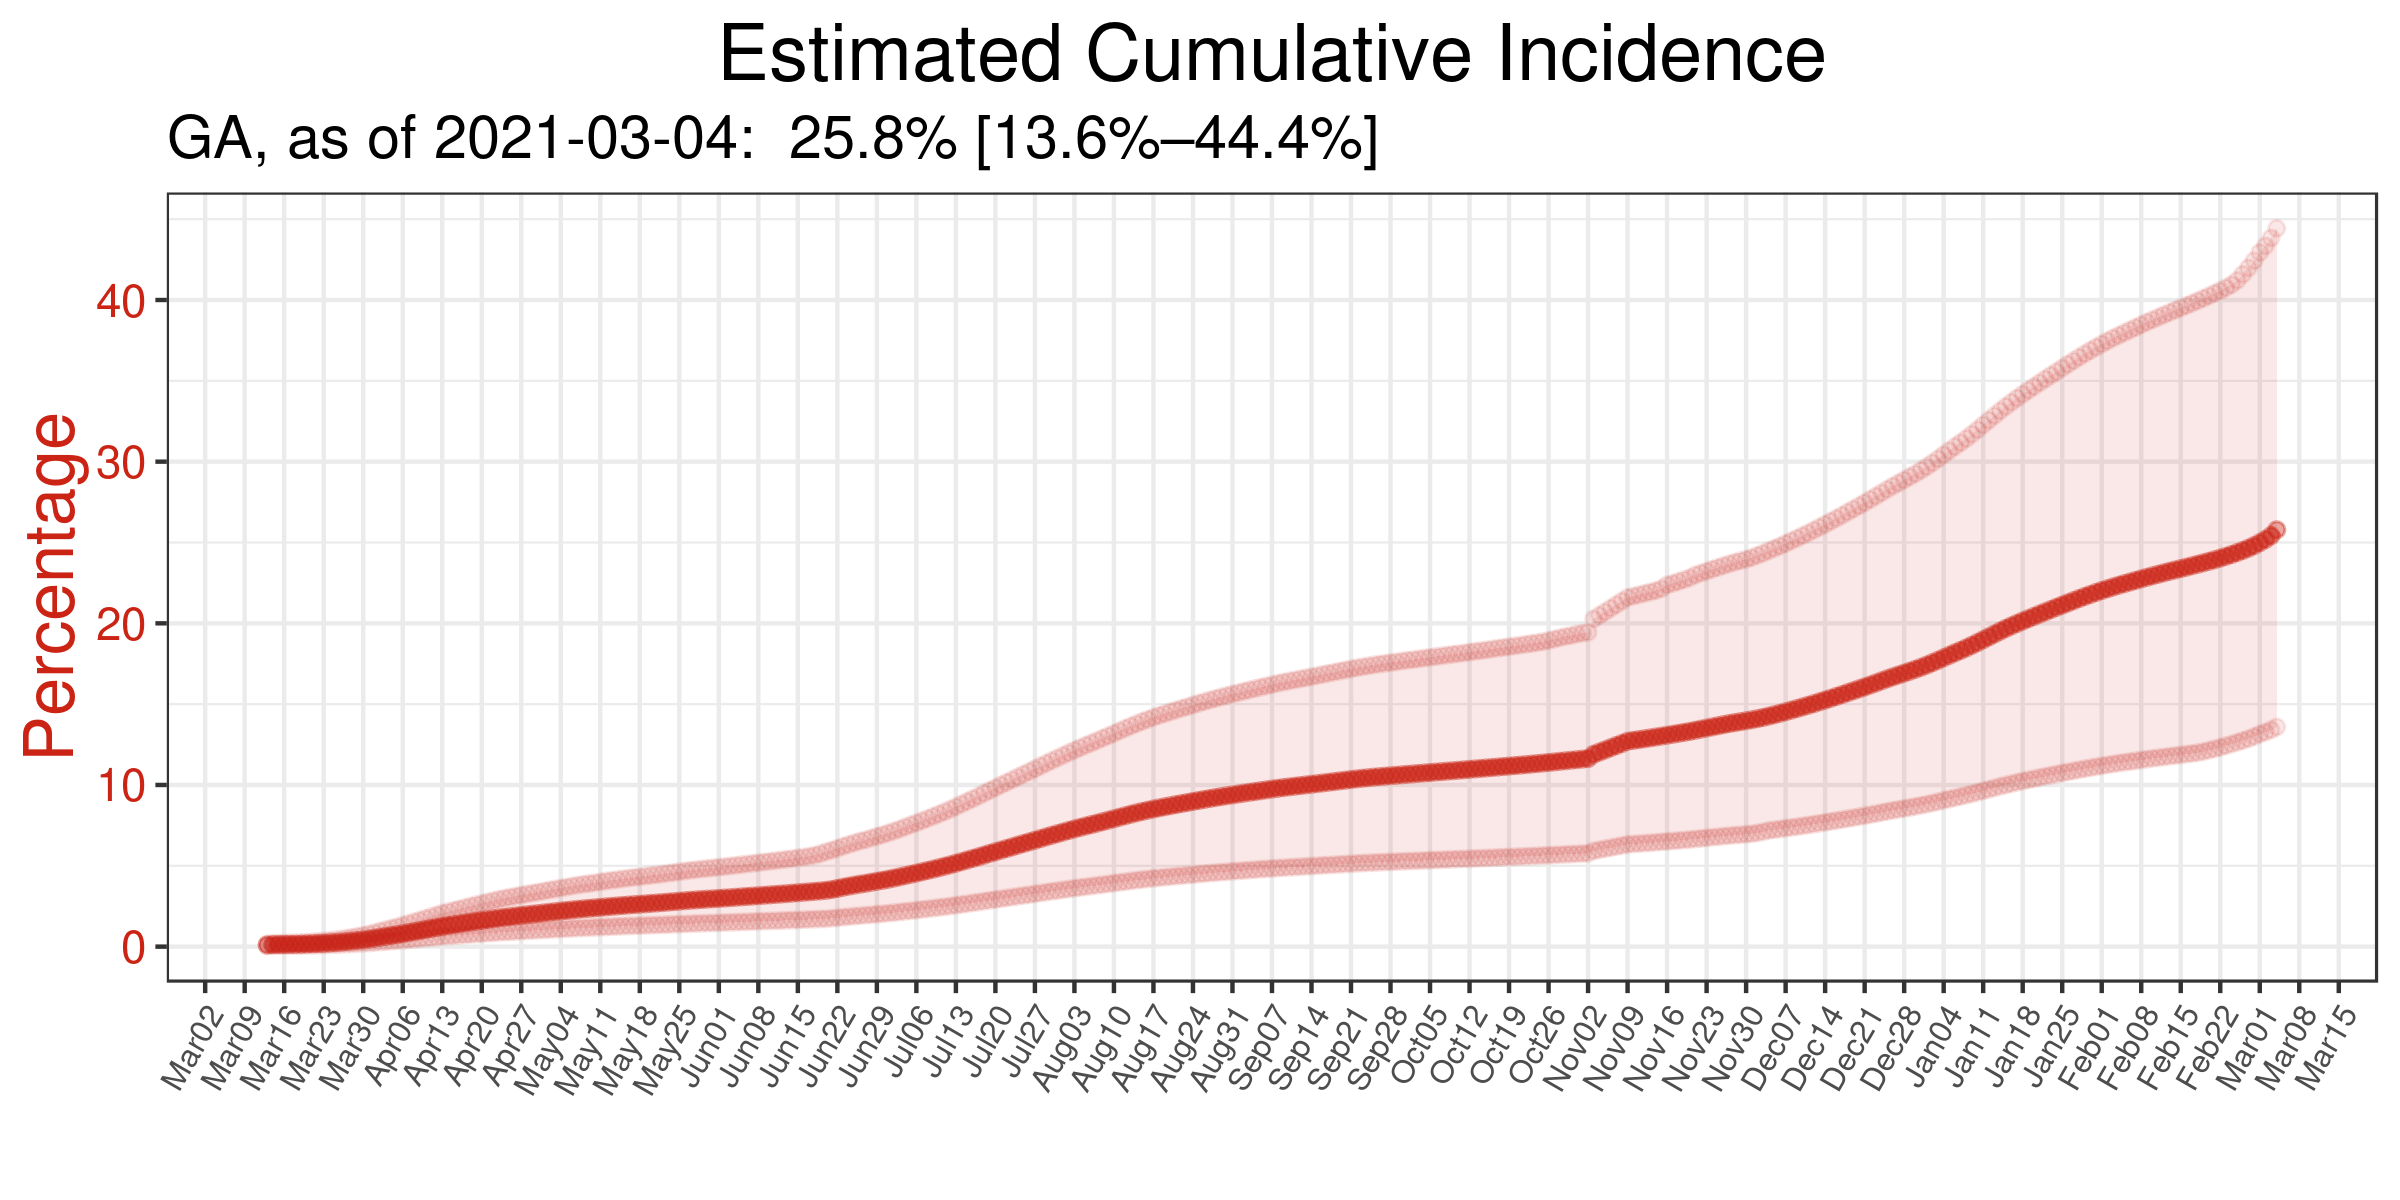 Estimated Cumulative Incidence
GA, as of 2021-03-04:  25.8% [13.6%–44.4%]
Percentage
40
30
20
10
0
Mar02
Mar09
Mar16
Mar23
Mar30
Apr06
Apr13
Apr20
Apr27
May04
May11
May18
May25
Jun01
Jun08
Jun15
Jun22
Jun29
Jul06
Jul13
Jul20
Jul27
Aug03
Aug10
Aug17
Aug24
Aug31
Sep07
Sep14
Sep21
Sep28
Oct05
Oct12
Oct19
Oct26
Nov02
Nov09
Nov16
Nov23
Nov30
Dec07
Dec14
Dec21
Dec28
Jan04
Jan11
Jan18
Jan25
Feb01
Feb08
Feb15
Feb22
Mar01
Mar08
Mar15